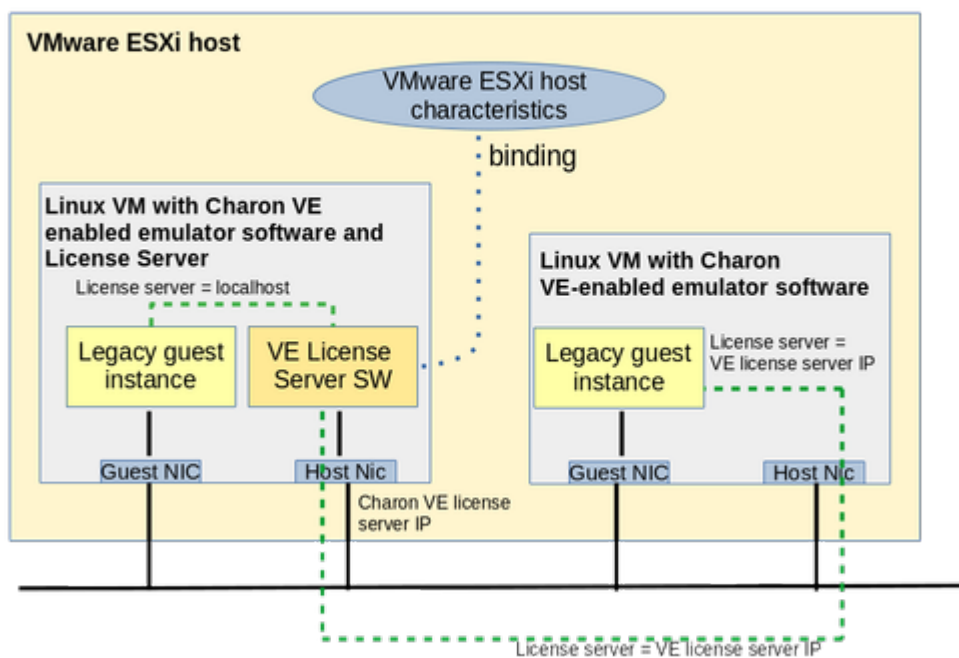 VMware ESXi host
VMware ESXi host
characteristics
binding
Linux VM with Charon VE
enabled emulator software and
License Server
License server = localhost
Legacy guest
instance
VE License
Server SW
Guest NIC
Host Nic
Charon VE license
server IP
Linux VM with Charon
VE-enabled emulator software
Legacy guest
instance
License server =
VE license server IP
Guest NIC
Host Nic
License server = VE license server IP